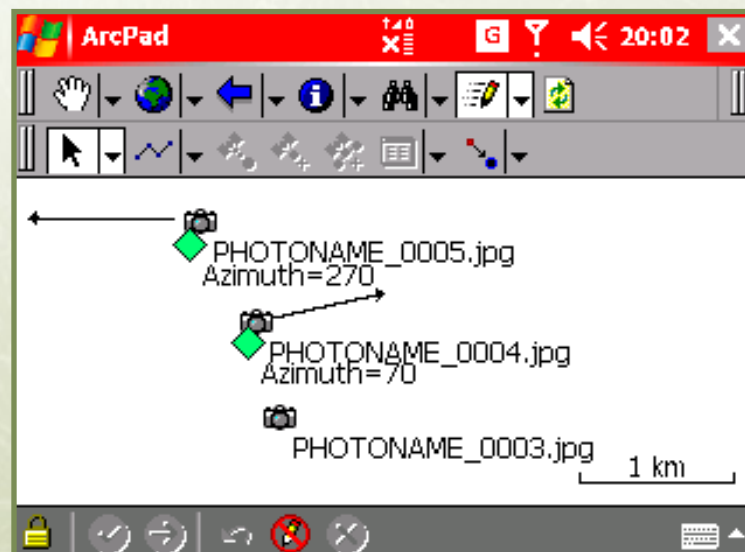 ArcPad
G
20:02
PHOTONAME_0005.jpg
Azimuth=270
PHOTONAME_0004.jpg
Azimuth=70
PHOTONAME_0003.jpg
1 km